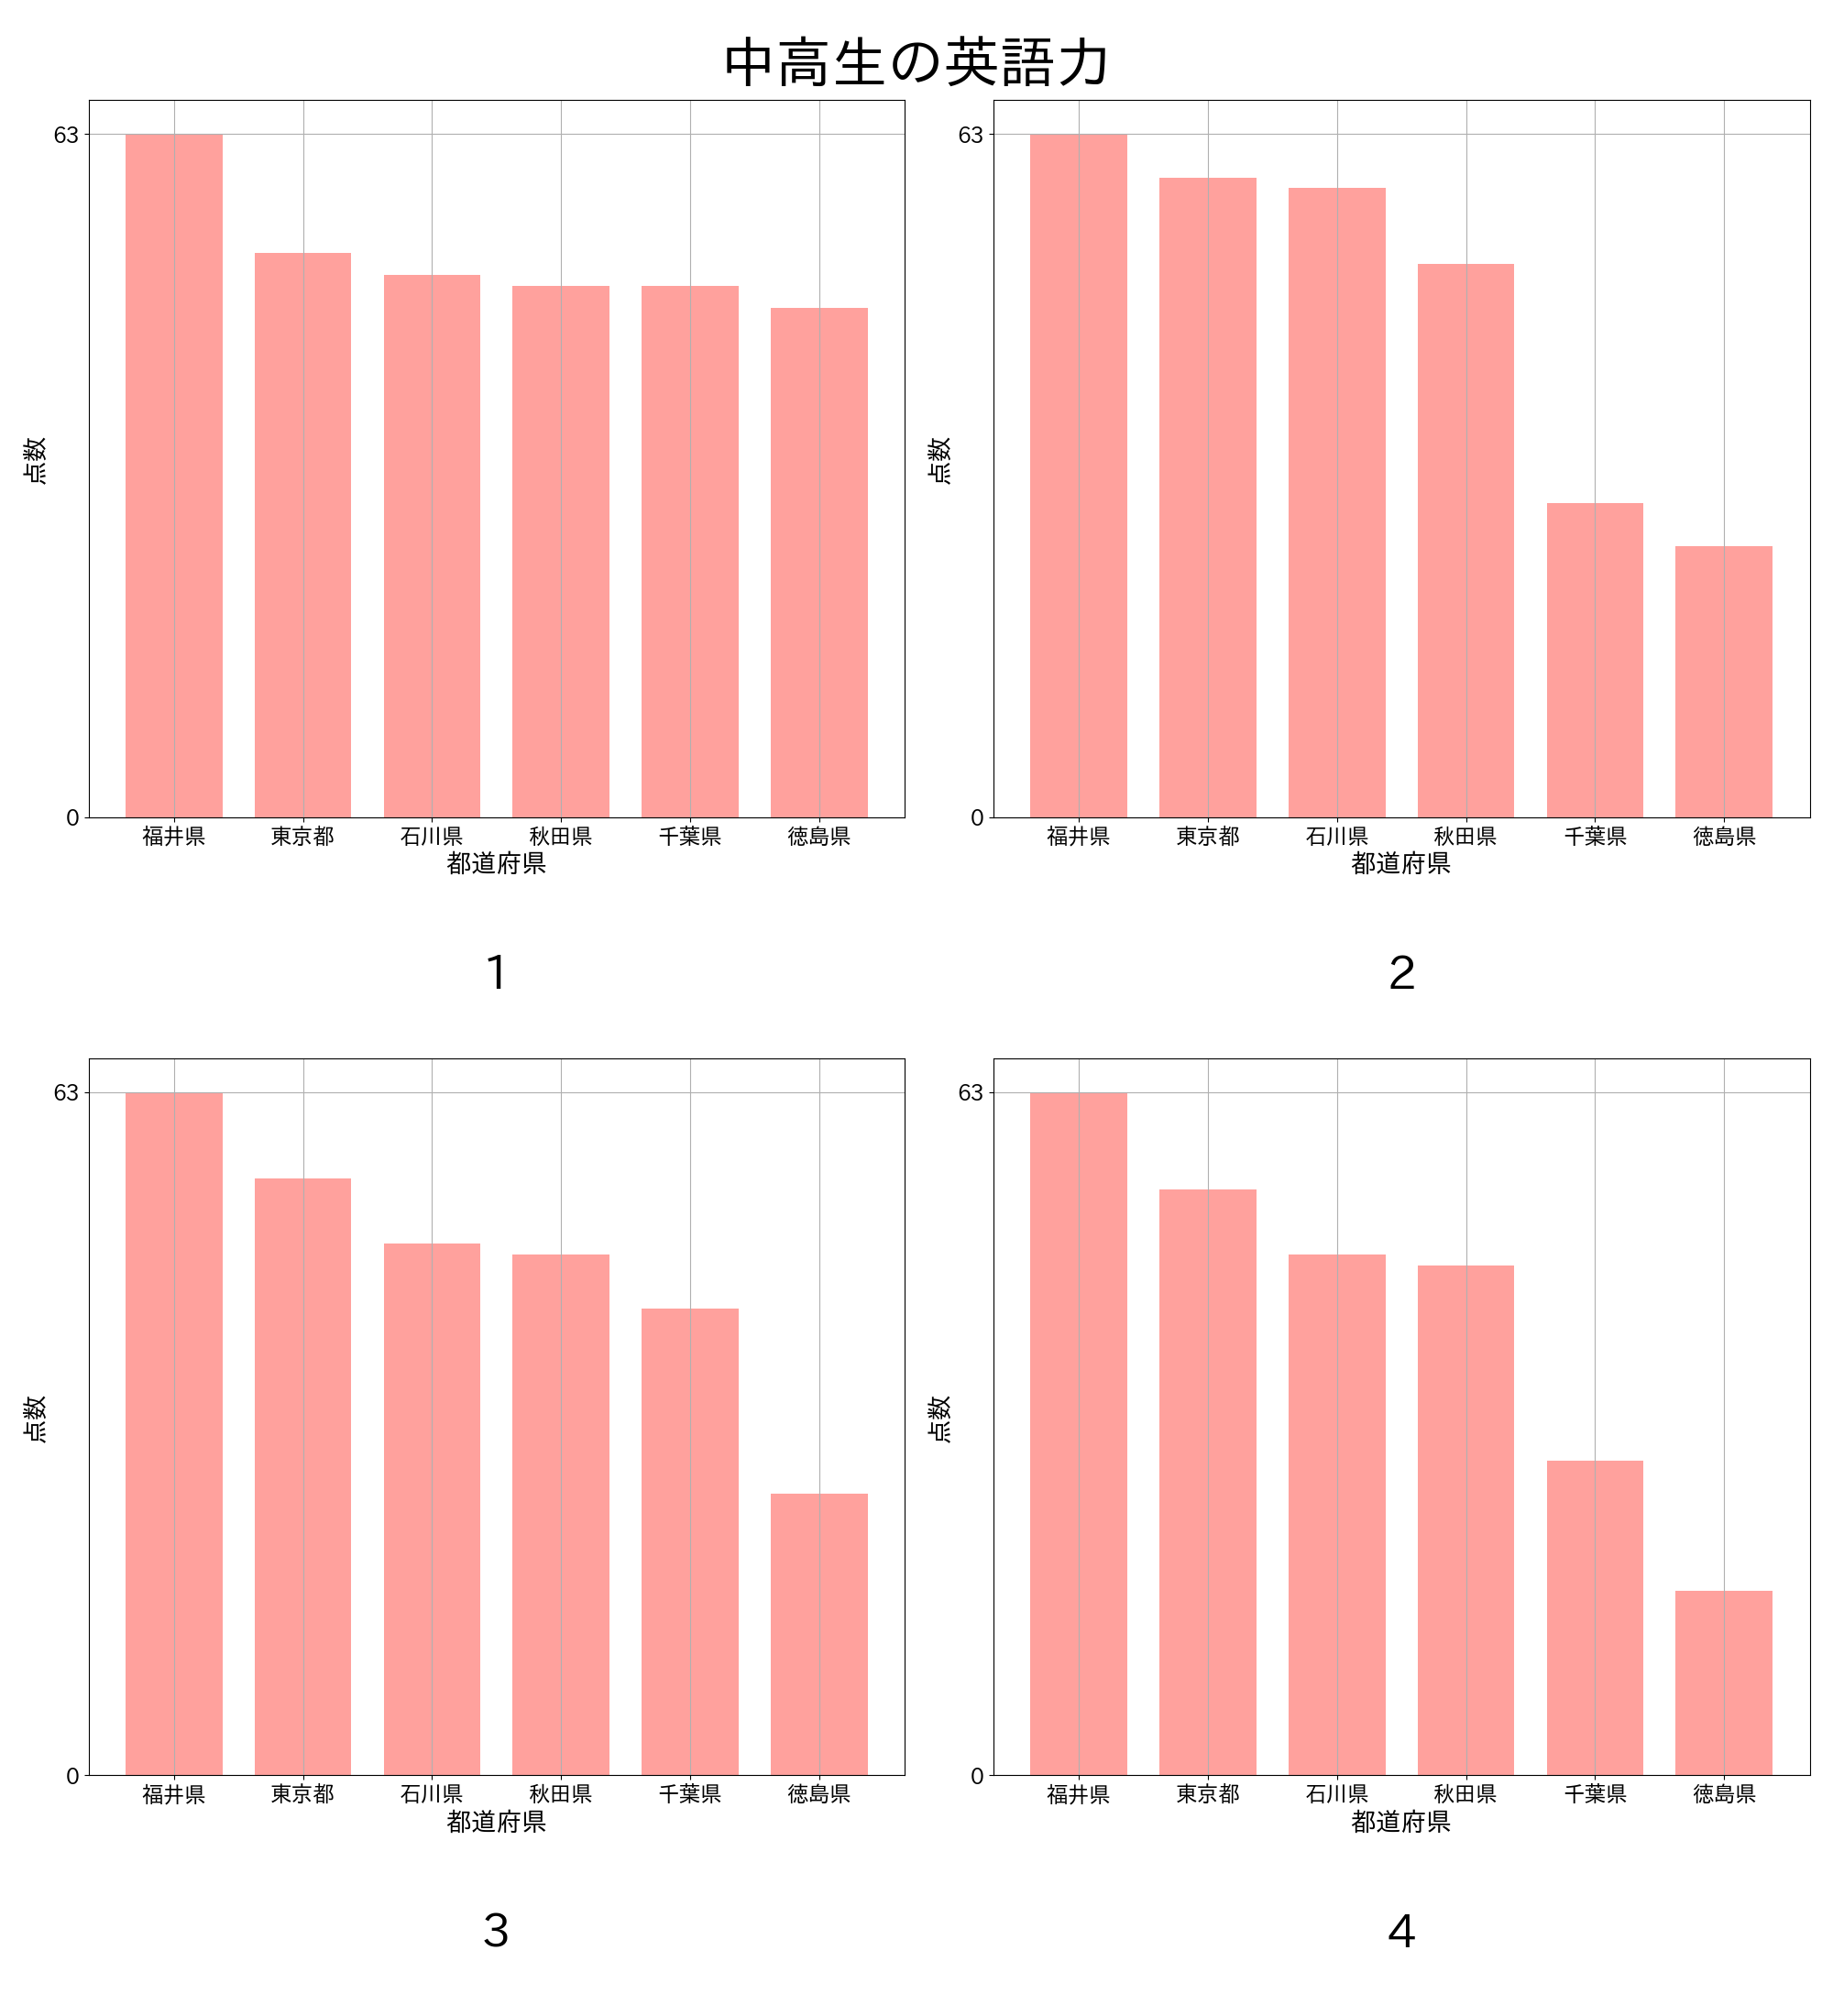 中高生の英語力
63
点数
0
福井県 東京都 石川県 秋田県 千葉県 徳島県
都道府県
1
63
点数
0
福井県 東京都 石川県 秋田県 千葉県 徳島県
都道府県
2
63
点数
0
福井県 東京都 石川県 秋田県 千葉県 徳島県
都道府県
3
63
点数
0
福井県 東京都 石川県 秋田県 千葉県 徳島県
都道府県
4